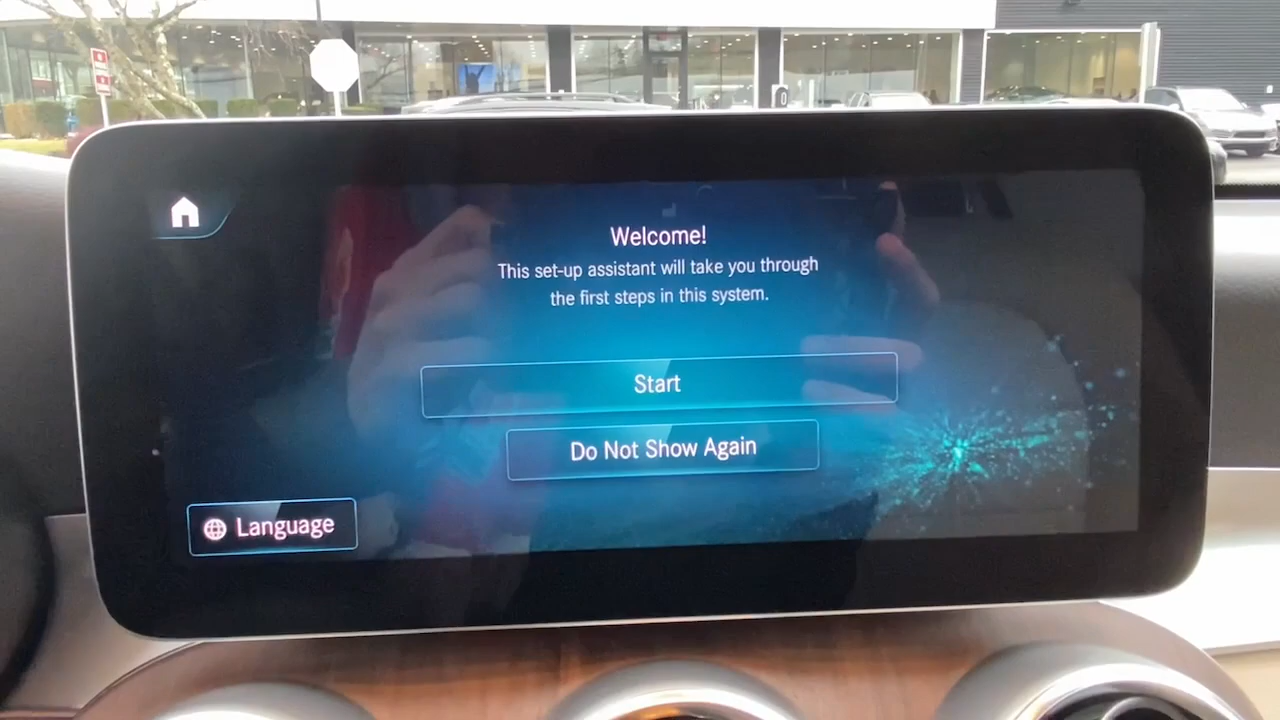 Welcome!
This set-up assistant will take you through
the first steps in this system.
Start
Do Not Show Again
Language